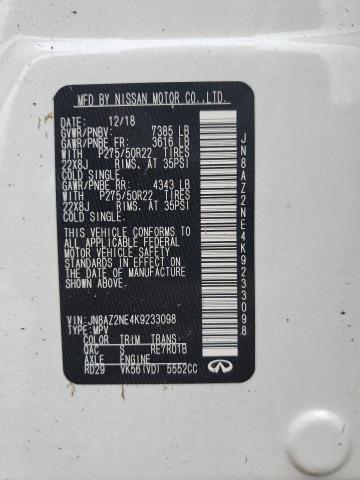 MFD BY NISSAN MOTOR CO.,LTD.
DATE: 12/18
GVWR/PNBV: 7385 LB
GAWR/PNBE FR: 3616 LB
WITH P275/50R22 TIRES
22X8J RIMS, AT 35PSI
COLD SINGLE.
GAWR/PNBE RR: 4343 LB
WITH P275/50R22 TIRES
22X8J RIMS, AT 35PSI
COLD SINGLE.
THIS VEHICLE CONFORMS TO
ALL APPLICABLE FEDERAL
MOTOR VEHICLE SAFETY
STANDARDS IN EFFECT ON
THE DATE OF MANUFACTURE
SHOWN ABOVE.
VIN: JN8AZ2NE4K9233098
TYPE:MPV
COLOR TRIM TRANS
QAC S RE7R01B
AXLE ENGINE
RD29 VK56(VD) 5552CC
JN8AZ2NE4K9233098